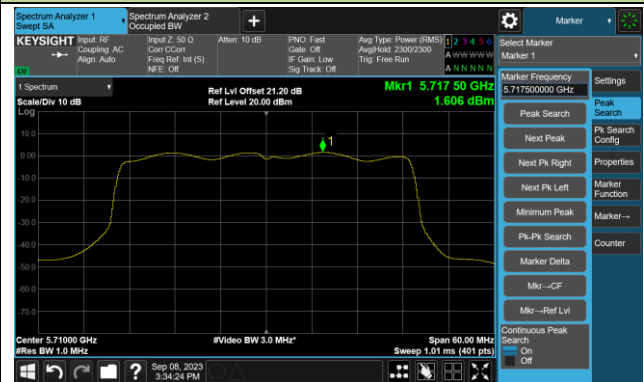 Spectrum Analyzer 1
Swept SA
Spectrum Analyzer 2
Occupied BW
+
Marker
KEYSIGHT
Input: RF
Coupling: AC
Align: Auto
Input Z: 50 Ω
Corr CCorr
Freq Ref: Int (S)
NFE: Off
Atten: 10 dB
PNO: Fast
Gate: Off
IF Gain: Low
Sig Track: Off
Avg Type: Power (RMS)
Avg|Hold: 2300/2300
Trig: Free Run
1 2 3 4 5 6
A W W W W W
A N N N N N
Select Marker
Marker 1
1 Spectrum
Scale/Div 10 dB
Log
Ref Lvl Offset 21.20 dB
Ref Level 20.00 dBm
Mkr1 5.717 50 GHz
1.606 dBm
10.0
0.00
-10.0
-20.0
-30.0
-40.0
-50.0
-60.0
-70.0
1
Center 5.71000 GHz
#Res BW 1.0 MHz
#Video BW 3.0 MHz*
Span 60.00 MHz
Sweep 1.01 ms (401 pts)
Marker Frequency
5.717500000 GHz
Peak Search
Next Peak
Next Pk Right
Next Pk Left
Minimum Peak
Pk-Pk Search
Marker Delta
Mkr→CF
Mkr→Ref Lvl
Continuous Peak
Search
On
Off
Settings
Peak
Search
Pk Search
Config
Properties
Marker
Function
Marker→
Counter
?
Sep 08, 2023
3:34:24 PM